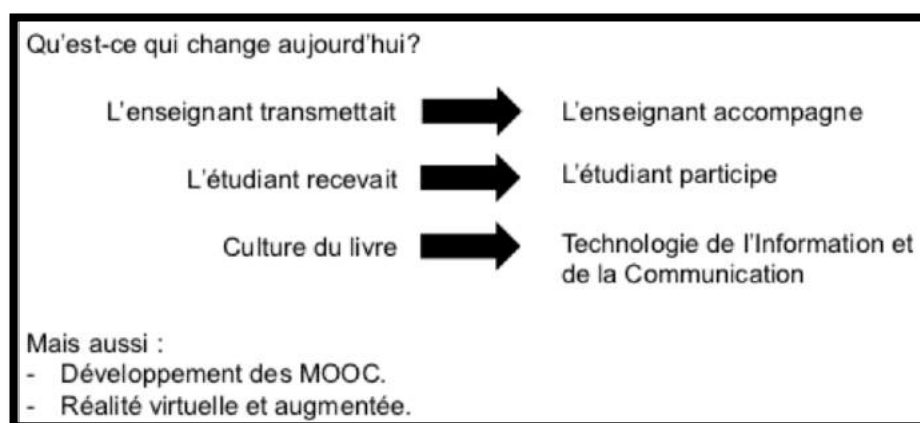 Qu'est-ce qui change aujourd'hui?
L'enseignant transmettait
L'enseignant accompagne
L'étudiant recevait
L'étudiant participe
Culture du livre
Technologie de l'Information et
de la Communication
Mais aussi :
- Développement des MOOC.
- Réalité virtuelle et augmentée.